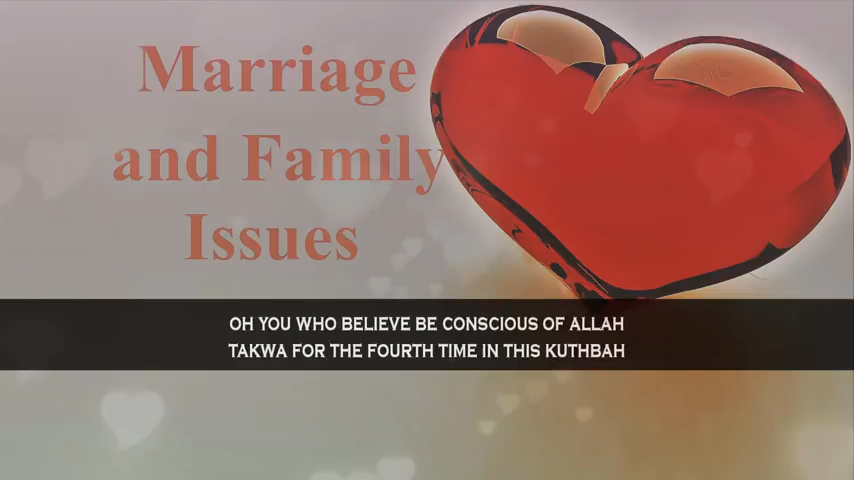 Marriage
and Family
Issues
OH YOU WHO BELIEVE BE CONSCIOUS OF ALLAH
TAKWA FOR THE FOURTH TIME IN THIS KUTHBAH